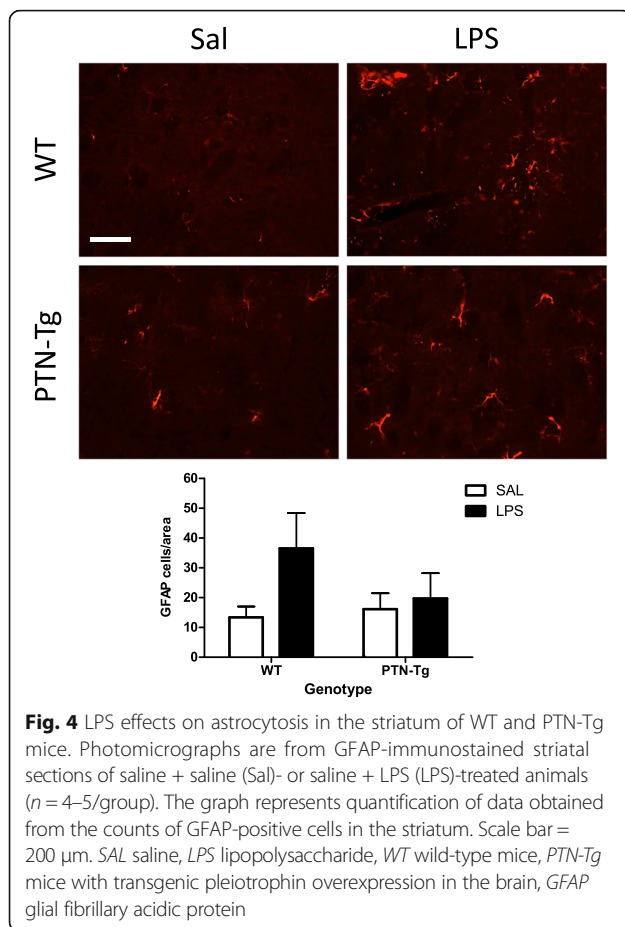 Sal LPS
WT
PTN-Tg
60
50
40
30
20
10
0
GFAP cells/area
SAL
LPS
WT PTN-Tg
Genotype
Fig. 4 LPS effects on astrocytosis in the striatum of WT and PTN-Tg
mice. Photomicrographs are from GFAP-immunostained striatal
sections of saline + saline (Sal)- or saline + LPS (LPS)-treated animals
(n = 4–5/group). The graph represents quantification of data obtained
from the counts of GFAP-positive cells in the striatum. Scale bar =
200 μm. SAL saline, LPS lipopolysaccharide, WT wild-type mice, PTN-Tg
mice with transgenic pleiotrophin overexpression in the brain, GFAP
glial fibrillary acidic protein